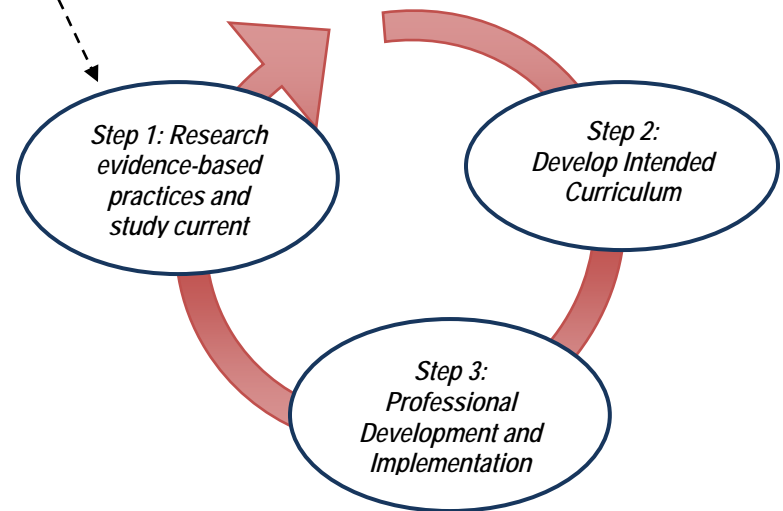 Step 1: Research
evidence-based
practices and
study current
Step 2:
Develop Intended
Curriculum
Step 3:
Professional
Development and
Implementation